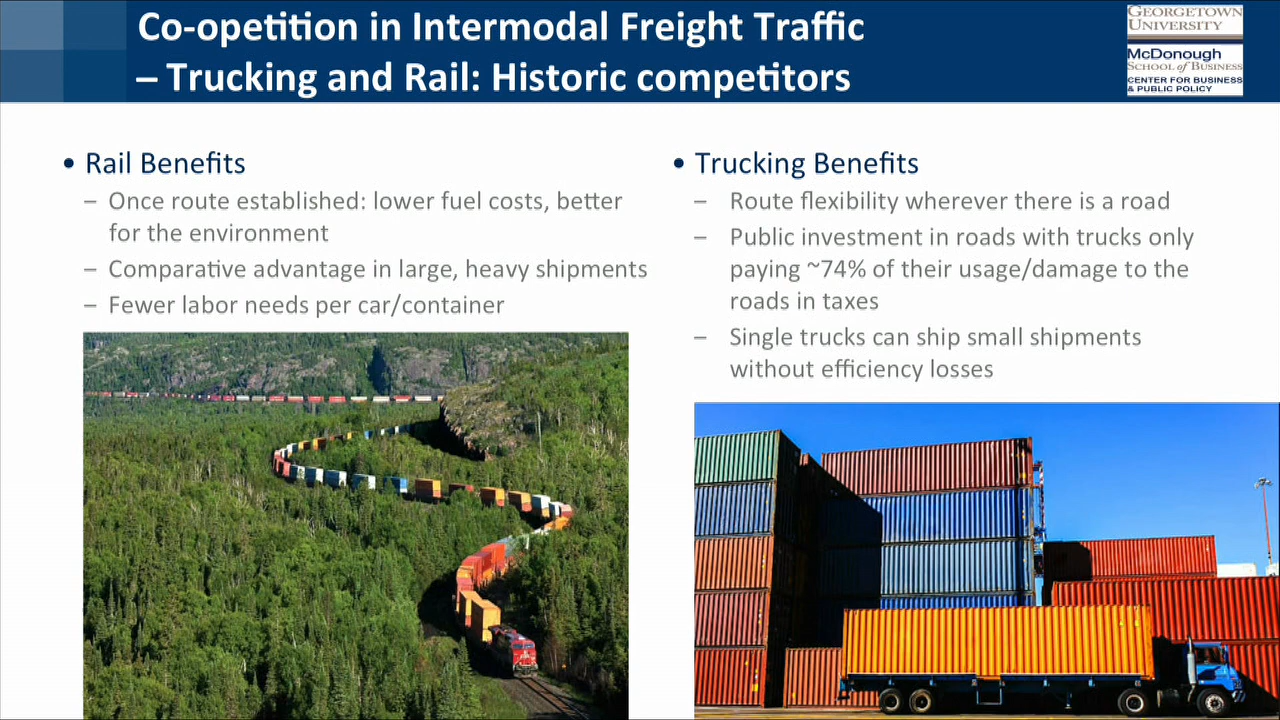 Co-opetition in Intermodal Freight Traffic
– Trucking and Rail: Historic competitors
GEORGETOWN
UNIVERSITY
McDonough
SCHOOL of BUSINESS
CENTER FOR BUSINESS
& PUBLIC POLICY
• Rail Benefits
– Once route established: lower fuel costs, better
for the environment
– Comparative advantage in large, heavy shipments
– Fewer labor needs per car/container
• Trucking Benefits
– Route flexibility wherever there is a road
– Public investment in roads with trucks only
paying ~74% of their usage/damage to the
roads in taxes
– Single trucks can ship small shipments
without efficiency losses